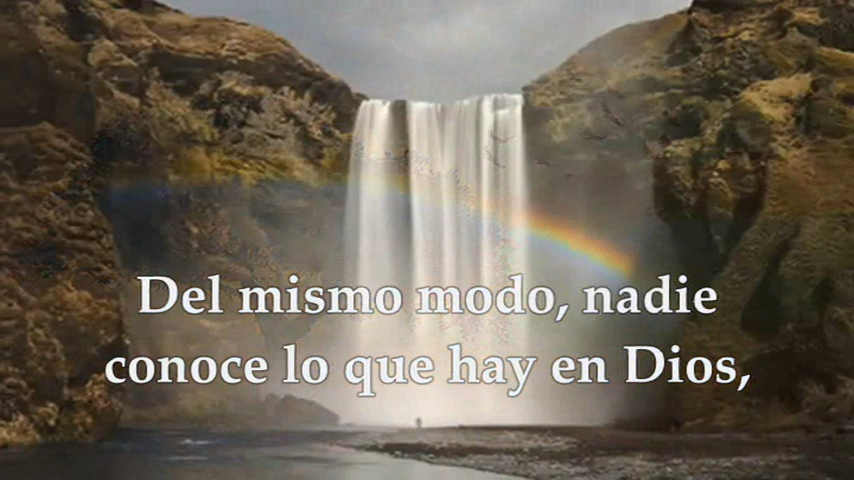 Del mismo modo, nadie
conoce lo que hay en Dios,